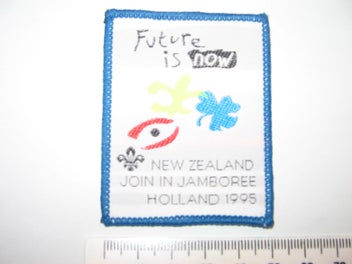 Future
is now
NEW ZEALAND
JOIN IN JAMBOREE
HOLLAND 1995